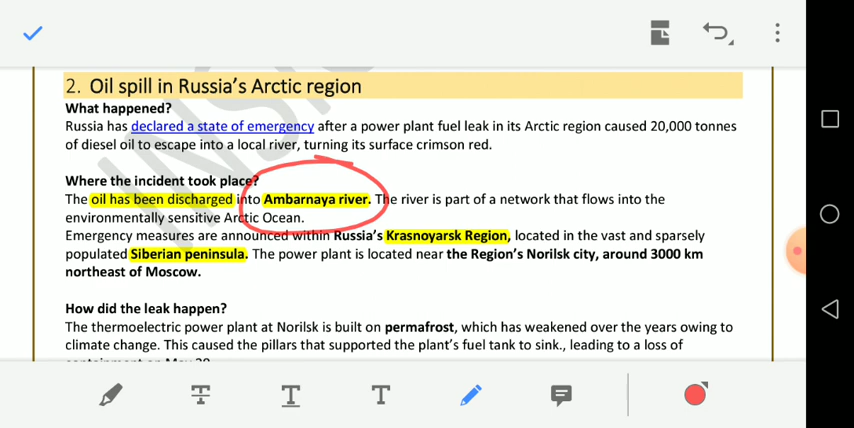 2. Oil spill in Russia's Arctic region
What happened?
Russia has declared a state of emergency after a power plant fuel leak in its Arctic region caused 20,000 tonnes
of diesel oil to escape into a local river, turning its surface crimson red.
Where the incident took place?
The oil has been discharged into Ambarnaya river. The river is part of a network that flows into the
environmentally sensitive Arctic Ocean.
Emergency measures are announced within Russia's Krasnoyarsk Region, located in the vast and sparsely
populated Siberian peninsula. The power plant is located near the Region's Norilsk city, around 3000 km
northeast of Moscow.
How did the leak happen?
The thermoelectric power plant at Norilsk is built on permafrost, which has weakened over the years owing to
climate change. This caused the pillars that supported the plant's fuel tank to sink., leading to a loss of
T
T
T